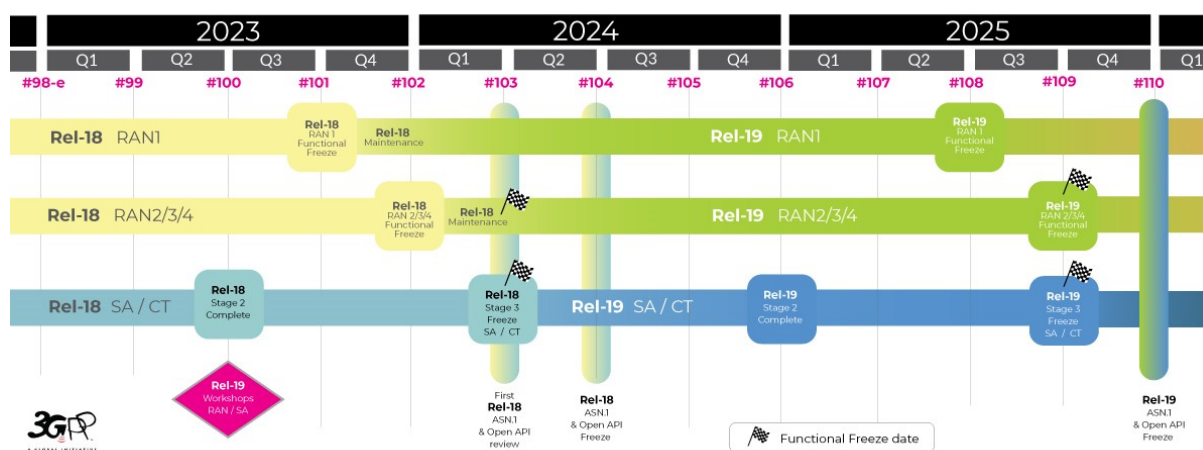 2023 2024 2025
Q1 Q2 Q3 Q4 Q1 Q2 Q3 Q4 Q1 Q2 Q3 Q4 Q1
#98-e #99 #100 #101 #102 #103 #104 #105 #106 #107 #108 #109 #110
Rel-18 RAN1
Rel-18
RAN 1
Functional
Freeze
Rel-18
Maintenance
Rel-19 RAN1
Rel-19
RAN 1
Functional
Freeze
Rel-18 RAN2/3/4
Rel-18
RAN 2/3/4
Functional
Freeze
Rel-18
Maintenance
Rel-19 RAN2/3/4
Rel-19
RAN 2/3/4
Functional
Freeze
Rel-18 SA / CT
Rel-18
Stage 2
Complete
Rel-18
Stage 3
Freeze
SA / CT
Rel-19 SA / CT
Rel-19
Stage 2
Complete
Rel-19
Stage 3
Freeze
SA / CT
Rel-19
Workshops
RAN / SA
First
Rel-18
ASN.1
& Open API
review
Rel-18
ASN.1
& Open API
Freeze
Rel-19
ASN.1
& Open API
Freeze
3GPP
A GLOBAL INITIATIVE
Functional Freeze date